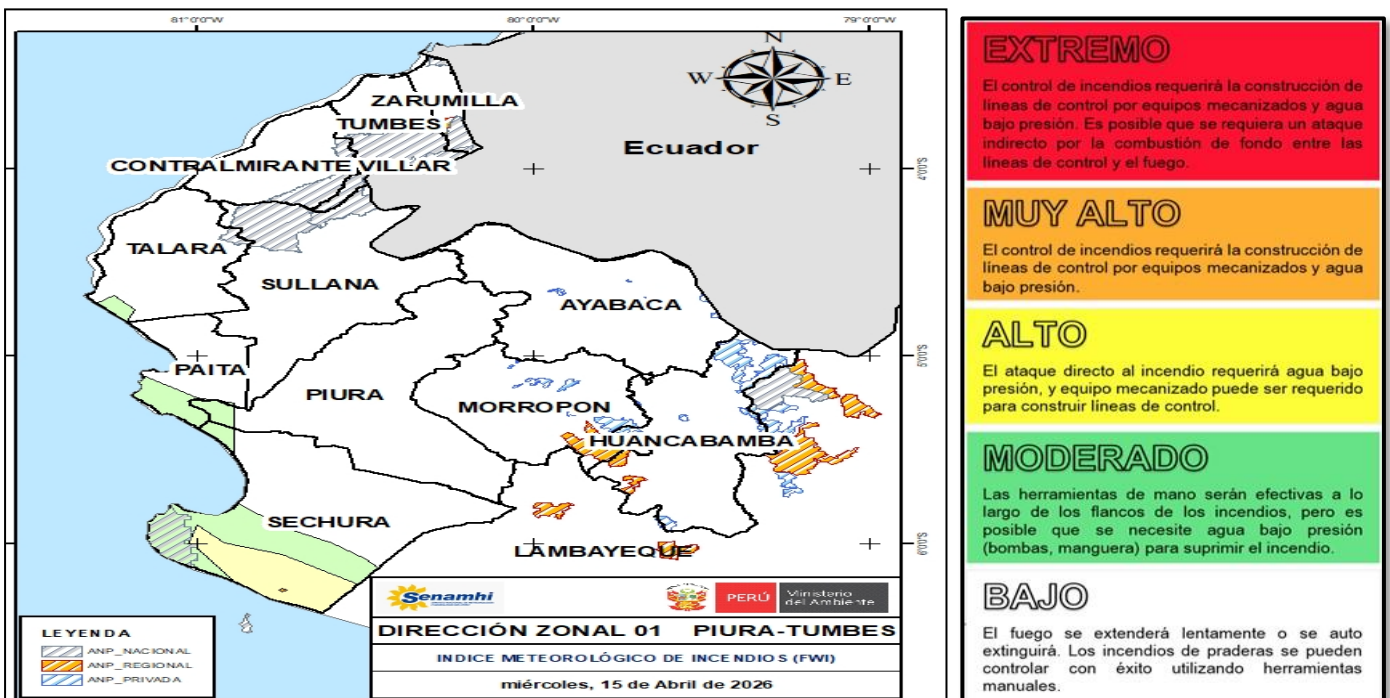 81°0'0"W
80°0'0"W
79°0'0"W
N
W
E
S
ZARUMILLA
TUMBES
Ecuador
CONTRALMIRANTE VILLAR
4°0'0"S
TALARA
SULLANA
AYABACA
5°0'0"S
PAITA
PIURA
MORROPON
HUANCABAMBA
SECHURA
LAMBAYEQUE
6°0'0"S
Senamhi
PERÚ
Ministerio
del Ambiente
DIRECCIÓN ZONAL 01 PIURA-TUMBES
INDICE METEOROLÓGICO DE INCENDIOS (FWI)
miércoles, 15 de Abril de 2026
LEYENDA
ANP_NACIONAL
ANP_REGIONAL
ANP_PRIVADA
EXTREMO
El control de incendios requerirá la construcción de
líneas de control por equipos mecanizados y agua
bajo presión. Es posible que se requiera un ataque
indirecto por la combustión de fondo entre las
líneas de control y el fuego.
MUY ALTO
El control de incendios requerirá la construcción de
líneas de control por equipos mecanizados y agua
bajo presión.
ALTO
El ataque directo al incendio requerirá agua bajo
presión, y equipo mecanizado puede ser requerido
para construir líneas de control.
MODERADO
Las herramientas de mano serán efectivas a lo
largo de los flancos de los incendios, pero es
posible que se necesite agua bajo presión
(bombas, manguera) para suprimir el incendio.
BAJO
El fuego se extenderá lentamente o se auto
extinguirá. Los incendios de praderas se pueden
controlar con éxito utilizando herramientas
manuales.